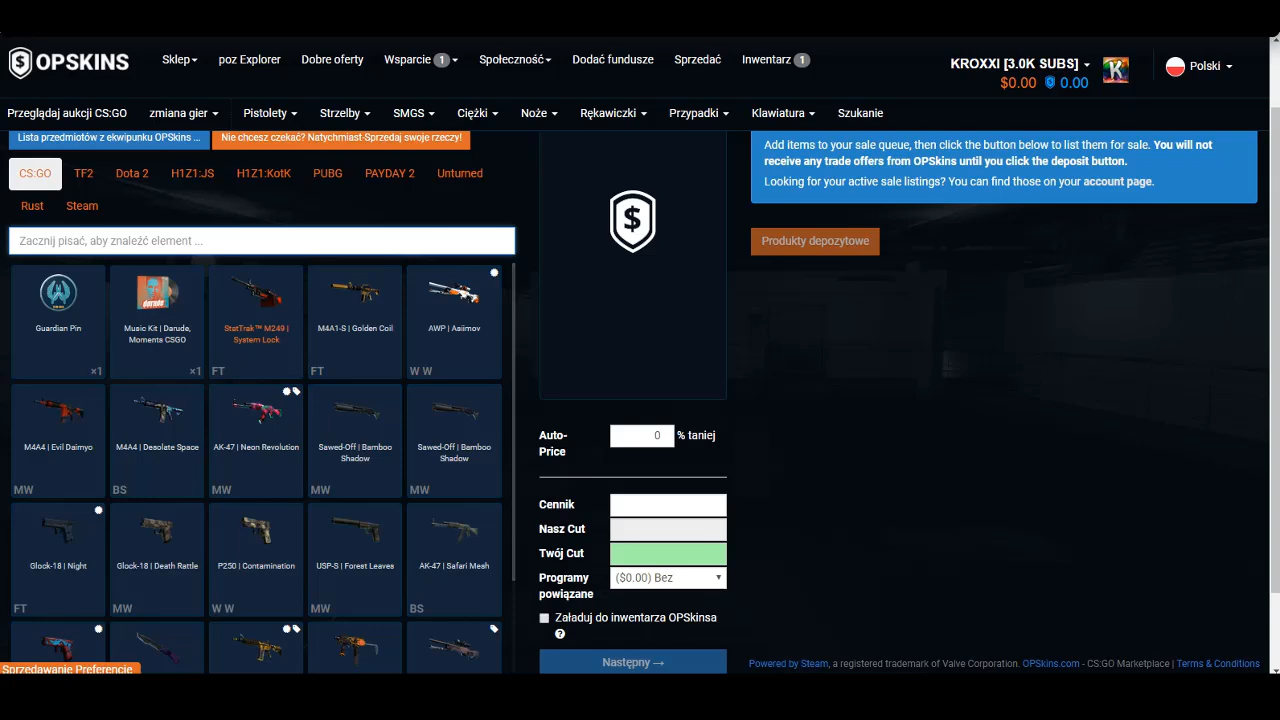 OPSKINS
Sklep
poz Explorer
Dobre oferty
Wsparcie 1
Społeczność
Dodać fundusze
Sprzedać
Inwentarz 1
KROXXI [3.0K SUBS]
$0.00 0.00
Polski
Przeglądaj aukcji CS:GO
zmiana gier
Pistolety
Strzelby
SMGS
Ciężki
Noże
Rękawiczki
Przypadki
Klawiatura
Szukanie
Lista przedmiotów z ekwipunku OPSkins ...
Nie chcesz czekać? Natychmiast-Sprzedaj swoje rzeczy!
CS:GO
TF2
Dota 2
H1Z1:JS
H1Z1:KotK
PUBG
PAYDAY 2
Unturned
Rust
Steam
Zacznij pisać, aby znaleźć element ...
Guardian Pin
×1
Music Kit | Darude,
Moments CSGO
×1
StatTrak™ M249 |
System Lock
FT
M4A1-S | Golden Coil
FT
AWP | Asiimov
W W
M4A4 | Evil Daimyo
MW
M4A4 | Desolate Space
BS
AK-47 | Neon Revolution
MW
Sawed-Off | Bamboo
Shadow
MW
Sawed-Off | Bamboo
Shadow
MW
Glock-18 | Night
FT
Glock-18 | Death Rattle
MW
P250 | Contamination
W W
USP-S | Forest Leaves
MW
AK-47 | Safari Mesh
BS
Sprzedawanie Preferencje
Auto-
Price
0
% taniej
Cennik
Nasz Cut
Twój Cut
Programy
powiązane
($0.00) Bez
Załaduj do inwentarza OPSkinsa
?
Następny →
Add items to your sale queue, then click the button below to list them for sale. You will not
receive any trade offers from OPSkins until you click the deposit button.
Looking for your active sale listings? You can find those on your account page.
Produkty depozytowe
Powered by Steam, a registered trademark of Valve Corporation. OPSkins.com - CS:GO Marketplace | Terms & Conditions